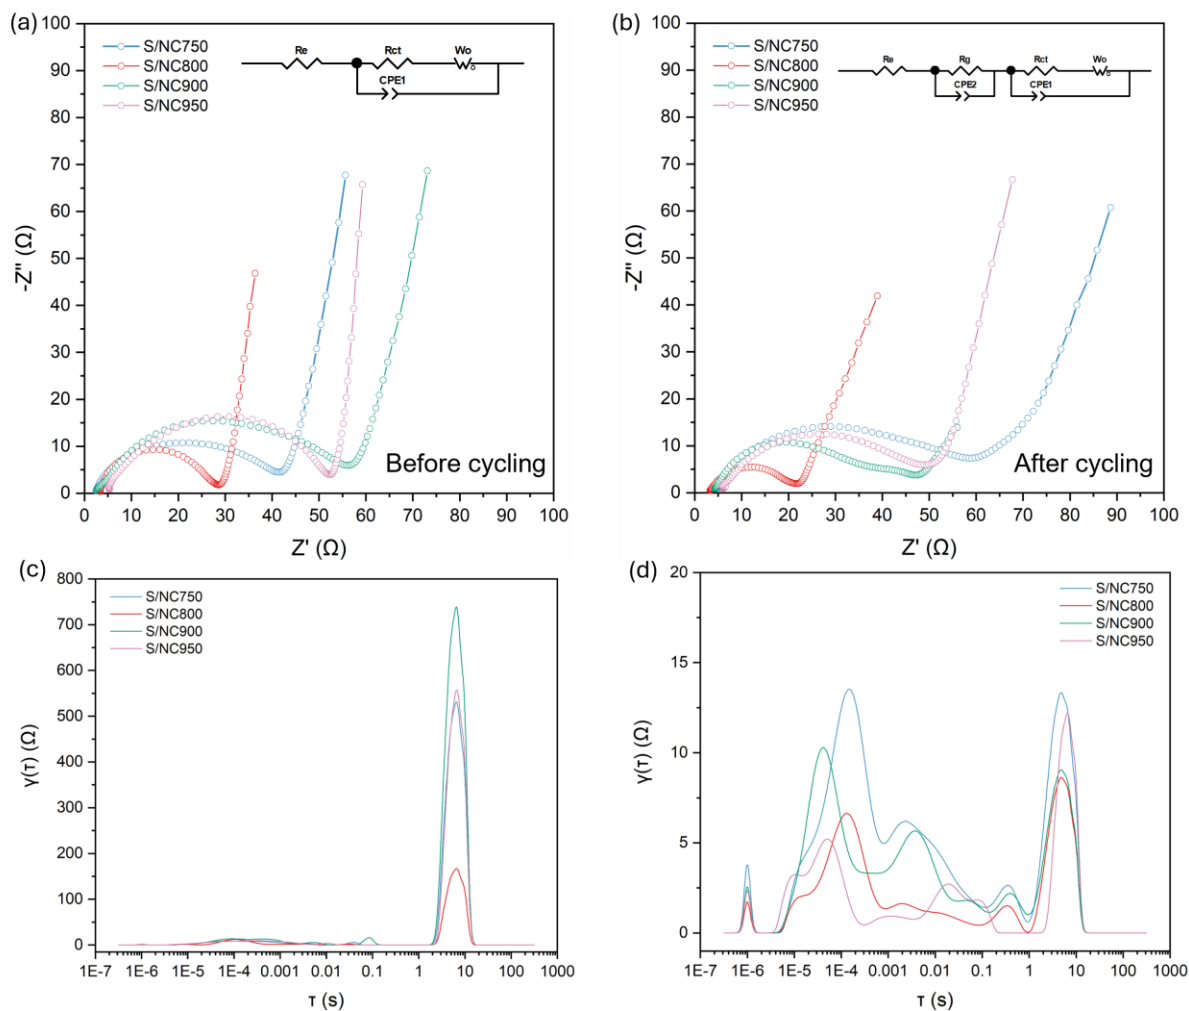 (a)
100
90
80
70
60
50
40
30
20
10
0
-Z'' (Ω)
S/NC750
S/NC800
S/NC900
S/NC950
Re
Rct
Wo
CPE1
Before cycling
0 10 20 30 40 50 60 70 80 90 100
Z' (Ω)
(b)
100
90
80
70
60
50
40
30
20
10
0
-Z'' (Ω)
S/NC750
S/NC800
S/NC900
S/NC950
Re
Rg
Rct
Wo
CPE2
CPE1
After cycling
0 10 20 30 40 50 60 70 80 90 100
Z' (Ω)
(c)
800
700
600
500
400
300
200
100
0
γ(τ) (Ω)
S/NC750
S/NC800
S/NC900
S/NC950
1E-7 1E-6 1E-5 1E-4 0.001 0.01 0.1 1 10 100 1000
τ (s)
(d)
20
15
10
5
0
γ(τ) (Ω)
S/NC750
S/NC800
S/NC900
S/NC950
1E-7 1E-6 1E-5 1E-4 0.001 0.01 0.1 1 10 100 1000
τ (s)